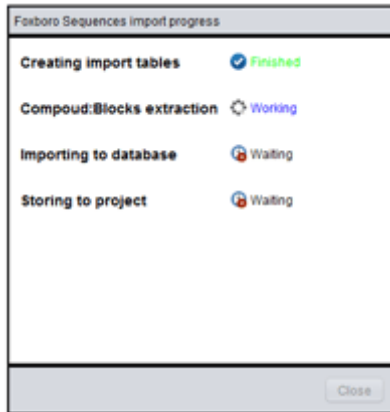 Foxboro Sequences import progress
Creating import tables Finished
Compoud:Blocks extraction Working
Importing to database Waiting
Storing to project Waiting
Close